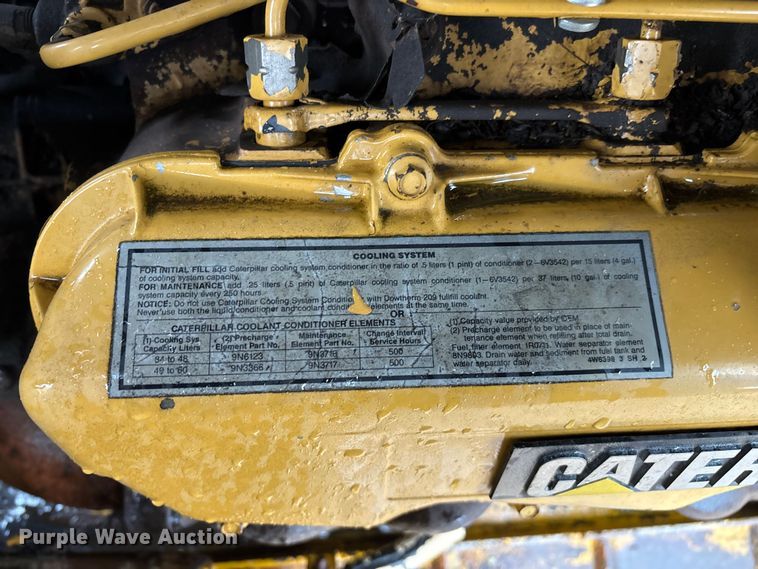 COOLING SYSTEM
FOR INITIAL FILL add Caterpillar cooling system conditioner in the ratio of .5 liters (1 pint) of conditioner (2-6V3542) per 15 liters (4 gal.)
of cooling system capacity.
FOR MAINTENANCE add .25 liters (.5 pint) of Caterpillar cooling system conditioner (1-6V3542) per 37 liters (10 gal.) of cooling
system capacity every 250 hours.
NOTICE: Do not use Caterpillar Cooling System Conditioner with Dowtherm 209 fullfill coolant.
Never use both the liquid conditioner and coolant conditioner elements at the same time.
OR
CATERPILLAR COOLANT CONDITIONER ELEMENTS
(1) Cooling Sys. Capacity Liters (2) Precharge Element Part No. Maintenance Element Part No. Change Interval Service Hours
to 48 9N6123 500
49 to 60 9N3366 9N3717 500
(1) Capacity value provided by OEM
(2) Precharge element to be used in place of main-
tenance element when refilling after total drain.
Fuel filter element, Water separator element
Drain water and sediment from fuel tank and
water separator daily.
SH 2
CATER
Purple Wave Auction